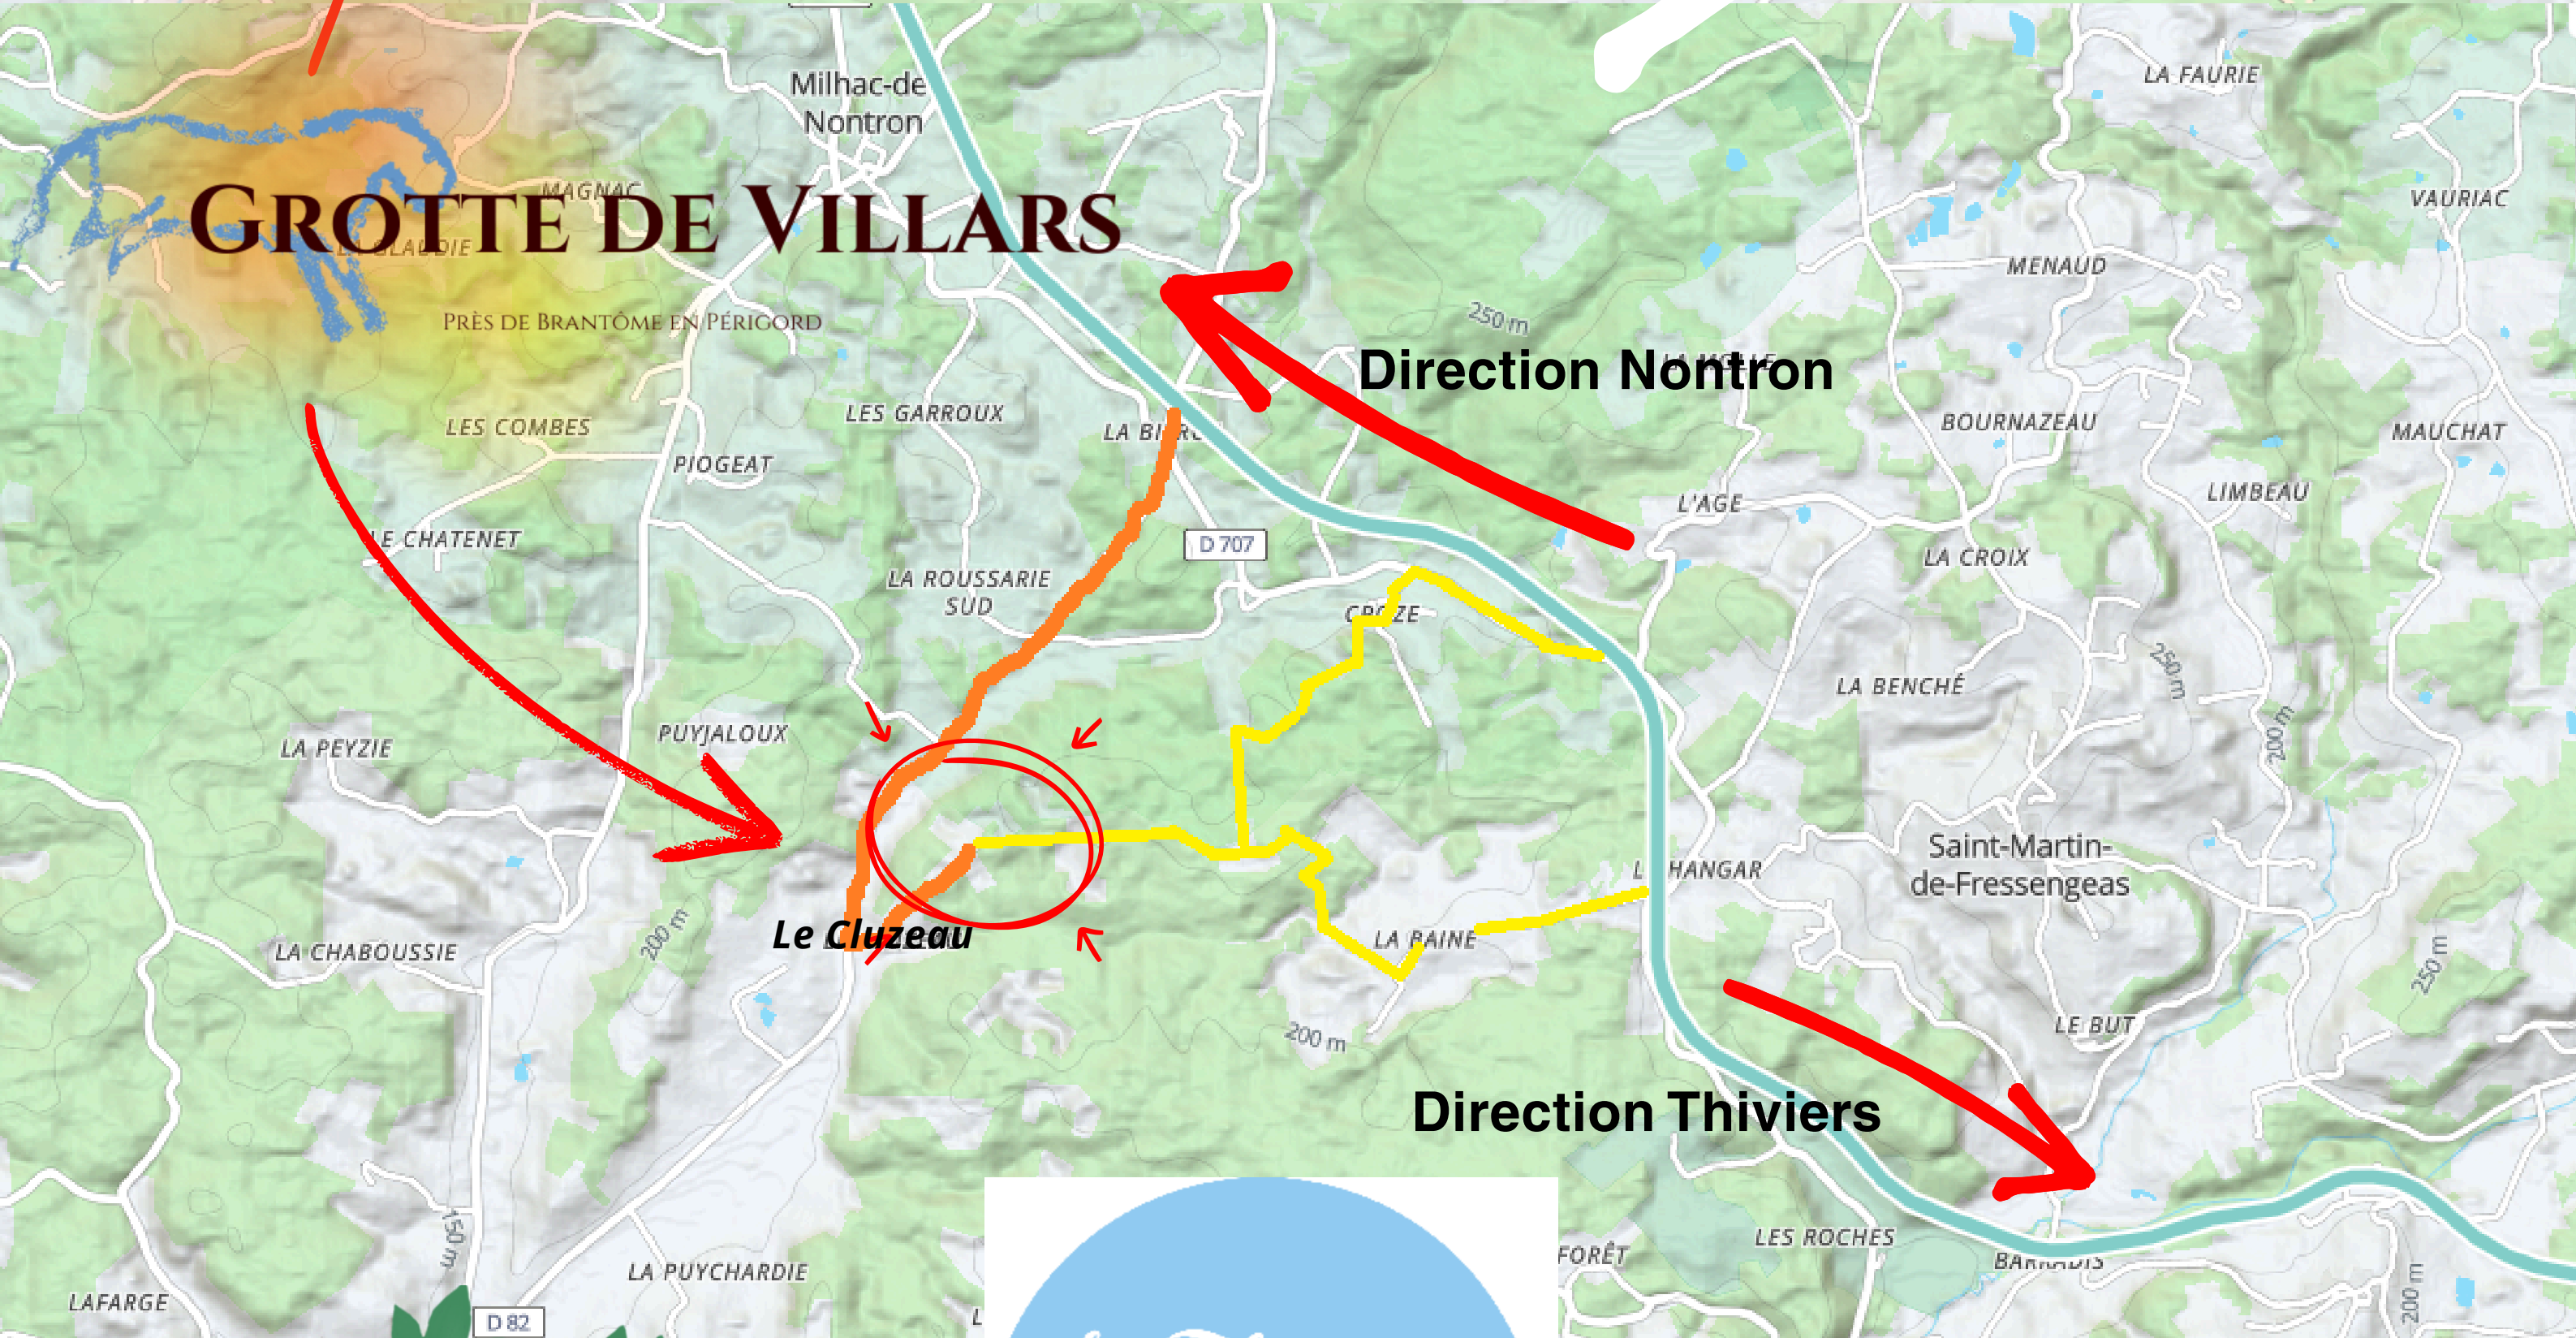 Milhac-de
Nontron
LA FAURIE
MAGNAC
VAURIAC
GROTTE DE VILLARS
MENAUD
PRÈS DE BRANTÔME EN PÉRIGORD
250 m
Direction Nontron
LES COMBES
LES GARROUX
BOURNAZEAU
MAUCHAT
PIOGEAT
LIMBEAU
L'AGE
LE CHATENET
D 707
LA CROIX
LA ROUSSARIE
SUD
CROZE
250 m
LA BENCHÉ
PUYJALOUX
LA PEYZIE
200 m
Saint-Martin-
de-Fressengeas
HANGAR
Le Cluzeau
200 m
LA BAINE
LA CHABOUSSIE
250 m
200 m
LE BUT
Direction Thiviers
150 m
LES ROCHES
FORÊT
BARRADIS
LA PUYCHARDIE
200 m
LAFARGE
D 82